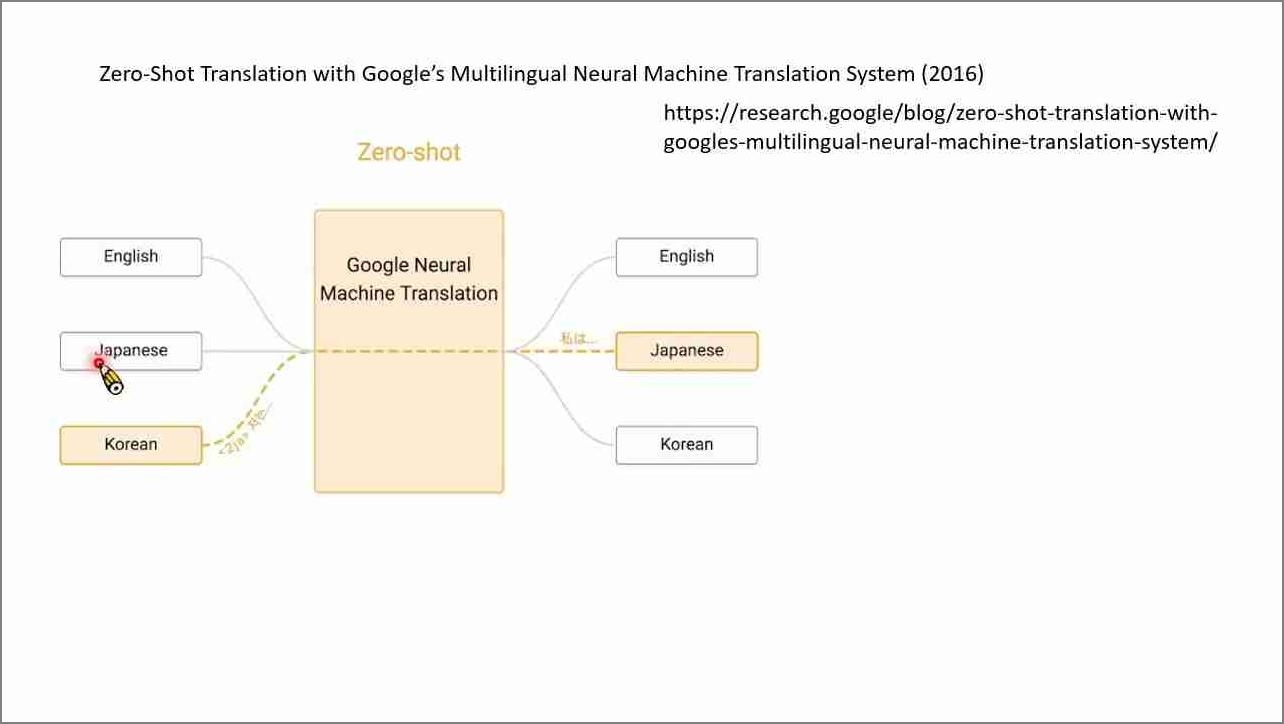 Zero-Shot Translation with Google’s Multilingual Neural Machine Translation System (2016)
https://research.google/blog/zero-shot-translation-with-
googles-multilingual-neural-machine-translation-system/
Zero-shot
English
Japanese
Korean
<2ja> 저는...
Google Neural
Machine Translation
私は...
English
Japanese
Korean